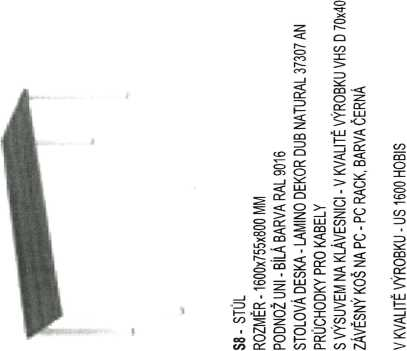 S8 - STŮL
ROZMĚR - 1600x755x800 MM
PODNOŽ UNI - BÍLÁ BARVA RAL 9016
STOLOVÁ DESKA - LAMINO DEKOR DUB NATURAL 37307 AN
PRŮCHODKY PRO KABELY
S VÝSUVEM NA KLÁVESNICI - V KVALITĚ VÝROBKU VHS D 70x40
ZÁVĚSNÝ KOŠ NA PC - PC RACK, BARVA ČERNÁ
V KVALITĚ VÝROBKU - US 1600 HOBIS